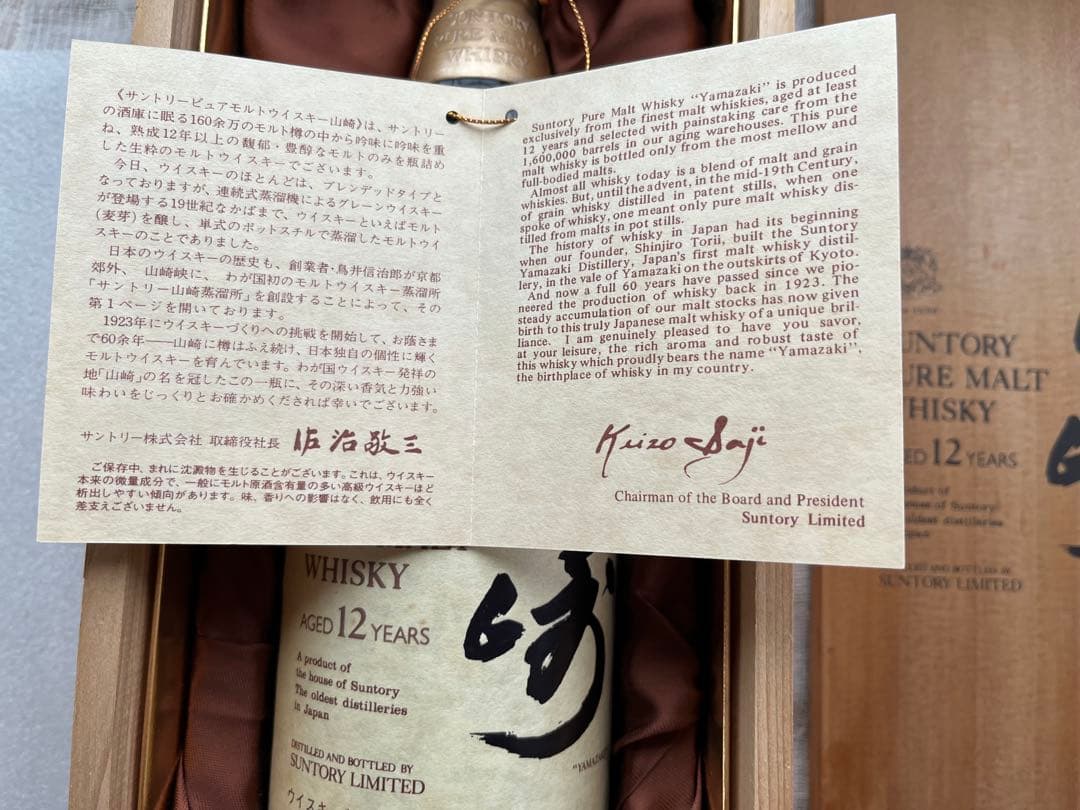 SUNTORY
PURE MALT
WHISKY
《サントリーピュアモルトウイスキー山崎》は、サントリー
の酒庫に眠る160余万のモルト樽の中から吟味に吟味を重
ね、熟成12年以上の馥郁・豊醇なモルトのみを瓶詰め
した生粋のモルトウイスキーでございます。
今日、ウイスキーのほとんどは、ブレンデッドタイプと
なっておりますが、連続式蒸溜機によるグレーンウイスキー
が登場する19世紀なかばまで、ウイスキーといえばモルト
(麦芽)を醸し、単式のポットスチルで蒸溜したモルトウイ
スキーのことでありました。
日本のウイスキーの歴史も、創業者・鳥井信治郎が京都
郊外、山崎峡に、わが国初のモルトウイスキー蒸溜所
「サントリー山崎蒸溜所」を創設することによって、その
第1ページを開いております。
1923年にウイスキーづくりへの挑戦を開始して、お蔭さま
で60余年——山崎に樽はふえ続け、日本独自の個性に輝く
モルトウイスキーを育んでいます。わが国ウイスキー発祥の
地「山崎」の名を冠したこの一瓶に、その深い香気と力強い
味わいをじっくりとお確かめくだされば幸いでございます。
サントリー株式会社 取締役社長 佐治敬三
ご保存中、まれに沈澱物を生じることがございます。これは、ウイスキー
本来の微量成分で、一般にモルト原酒含有量の多い高級ウイスキーほど
析出しやすい傾向があります。味、香りへの影響はなく、飲用にも全く
差支えございません。
Suntory Pure Malt Whisky "Yamazaki" is produced
exclusively from the finest malt whiskies, aged at least
12 years and selected with painstaking care from the
1,600,000 barrels in our aging warehouses. This pure
malt whisky is bottled only from the most mellow and
full-bodied malts.
Almost all whisky today is a blend of malt and grain
whiskies. But, until the advent, in the mid-19th Century,
of grain whisky distilled in patent stills, when one
spoke of whisky, one meant only pure malt whisky dis-
tilled from malts in pot stills.
The history of whisky in Japan had its beginning
when our founder, Shinjiro Torii, built the Suntory
Yamazaki Distillery, Japan's first malt whisky distil-
lery, in the vale of Yamazaki on the outskirts of Kyoto.
And now a full 60 years have passed since we pio-
neered the production of whisky back in 1923. The
steady accumulation of our malt stocks has now given
birth to this truly Japanese malt whisky of a unique bril-
liance. I am genuinely pleased to have you savor,
at your leisure, the rich aroma and robust taste of
this whisky which proudly bears the name "Yamazaki",
the birthplace of whisky in my country.
Keizo Saji
Chairman of the Board and President
Suntory Limited
WHISKY
AGED 12 YEARS
A product of
the house of Suntory
The oldest distilleries
in Japan
DISTILLED AND BOTTLED BY
SUNTORY LIMITED
崎
ウイスキー
UNTORY
PURE MALT
WHISKY
ED 12 YEARS
product of
house of Suntory
oldest distilleries
AND BOTTLED BY
SUNTORY LIMITED